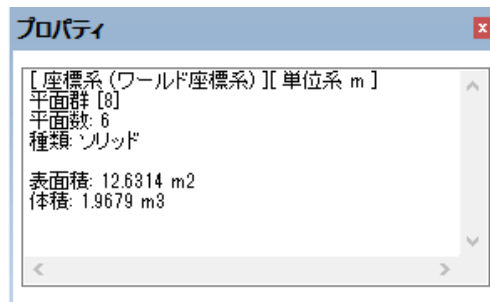 プロパティ
[ 座標系 (ワールド座標系) ][ 単位系 m ]
平面群 [8]
平面数: 6
種類: ソリッド
表面積: 12.6314 m2
体積: 1.9679 m3